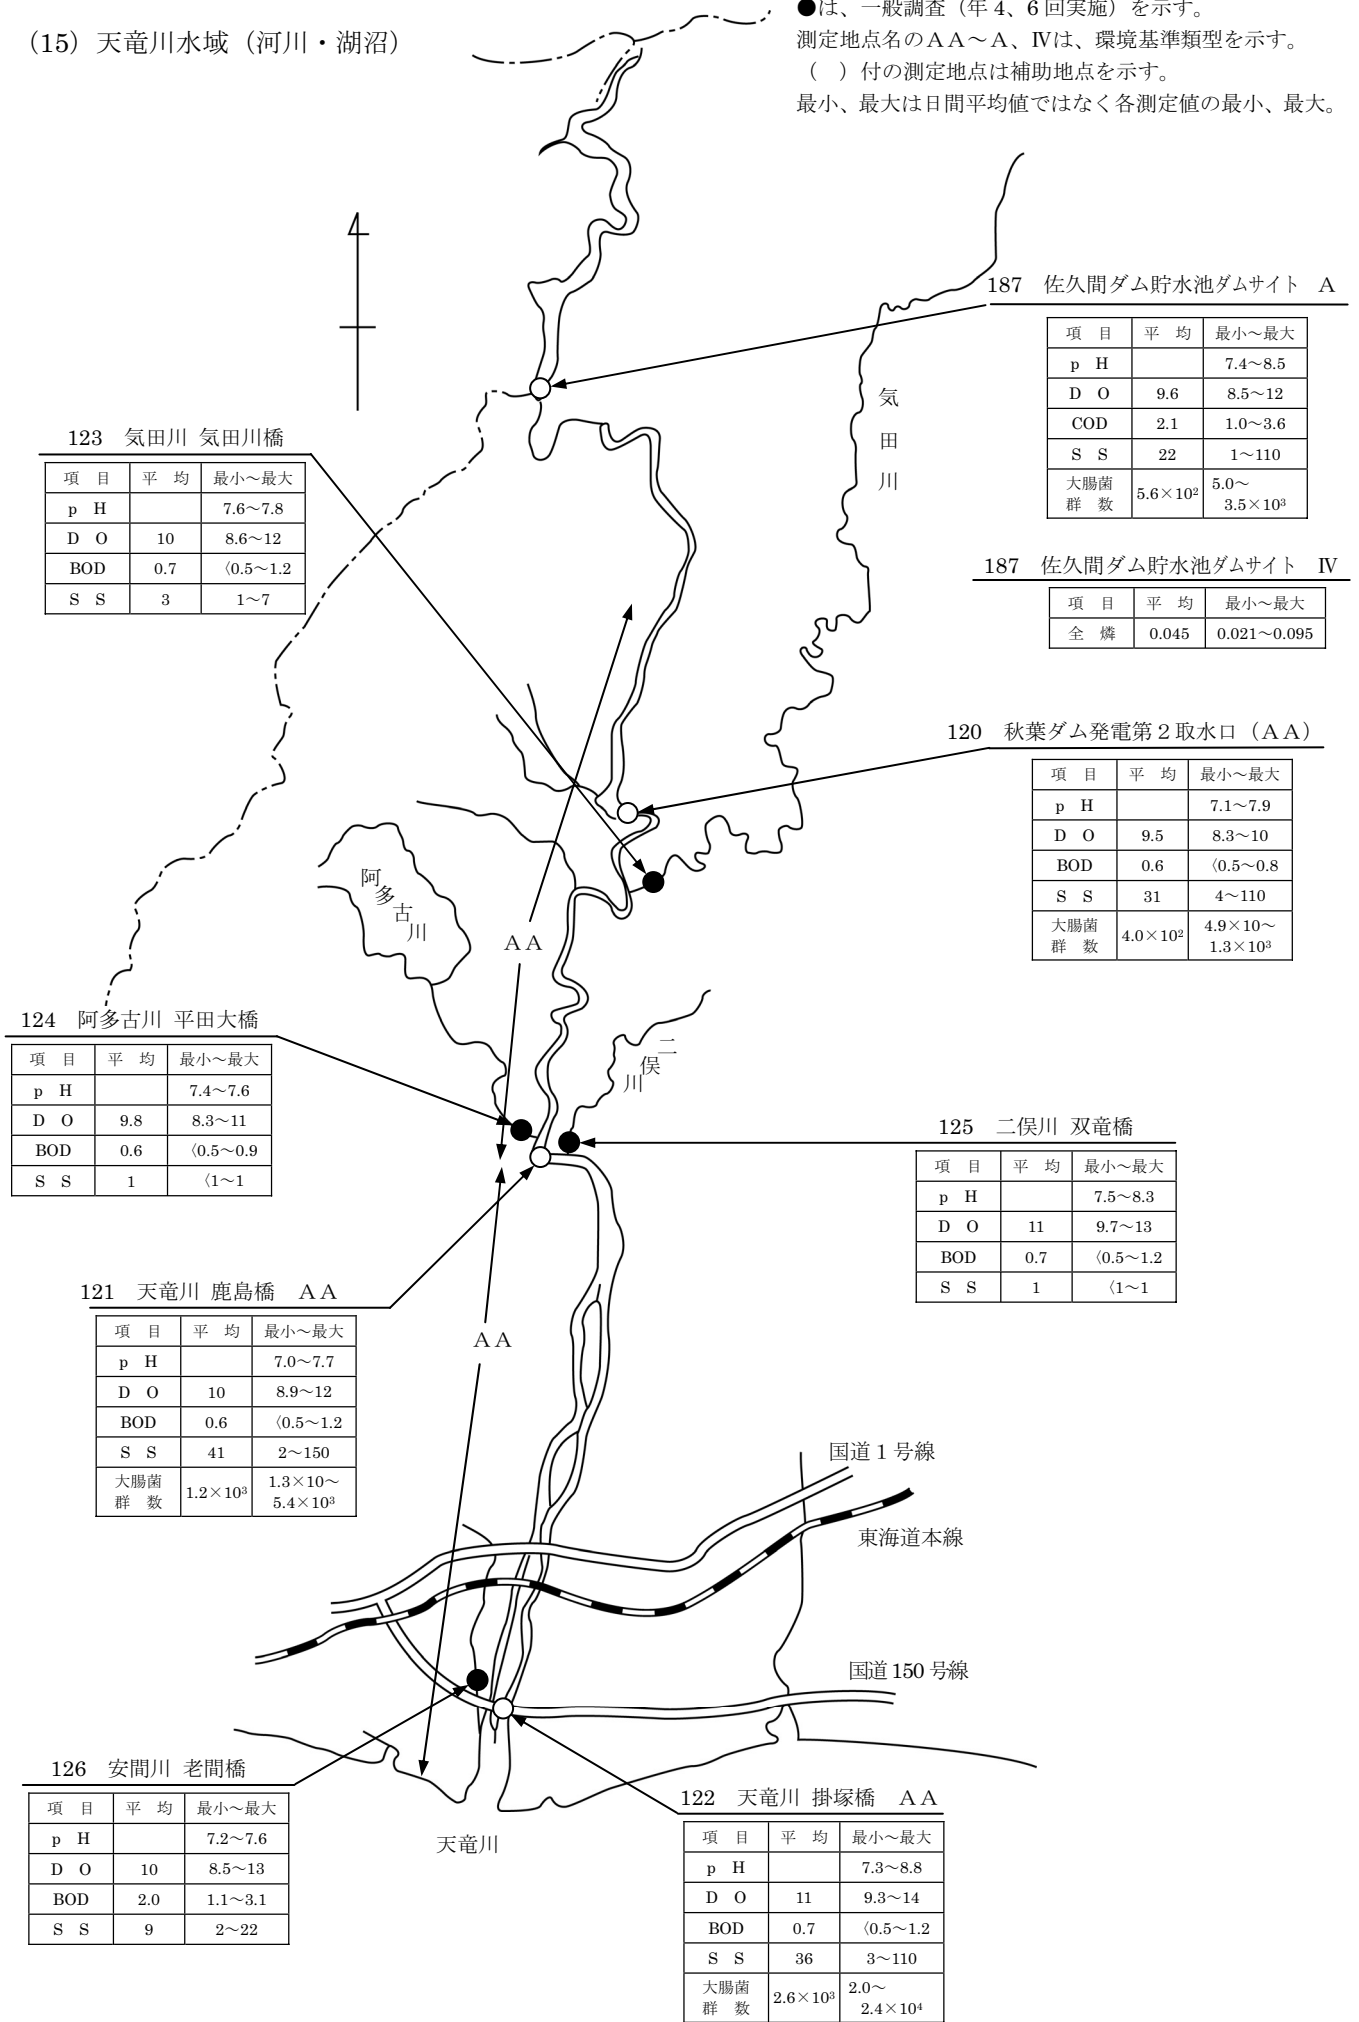 (15) 天竜川水域（河川・湖沼）
●は、一般調査（年 4、6 回実施）を示す。
測定地点名のＡＡ～Ａ、Ⅳは、環境基準類型を示す。
（　）付の測定地点は補助地点を示す。
最小、最大は日間平均値ではなく各測定値の最小、最大。
187　佐久間ダム貯水池ダムサイト　A
項　目　平　均　最小～最大
p　H　7.4～8.5
D　O　9.6　8.5～12
COD　2.1　1.0～3.6
S　S　22　1～110
大腸菌群　数　5.6×10²　5.0～3.5×10³
気田川
123　気田川 気田川橋
項　目　平　均　最小～最大
p　H　7.6～7.8
D　O　10　8.6～12
BOD　0.7　〈0.5～1.2
S　S　3　1～7
187　佐久間ダム貯水池ダムサイト　Ⅳ
項　目　平　均　最小～最大
全　燐　0.045　0.021～0.095
120　秋葉ダム発電第２取水口（ＡＡ）
項　目　平　均　最小～最大
p　H　7.1～7.9
D　O　9.5　8.3～10
BOD　0.6　〈0.5～0.8
S　S　31　4～110
大腸菌群　数　4.0×10²　4.9×10～1.3×10³
阿多古川
ＡＡ
124　阿多古川 平田大橋
項　目　平　均　最小～最大
p　H　7.4～7.6
D　O　9.8　8.3～11
BOD　0.6　〈0.5～0.9
S　S　1　〈1～1
二俣川
125　二俣川 双竜橋
項　目　平　均　最小～最大
p　H　7.5～8.3
D　O　11　9.7～13
BOD　0.7　〈0.5～1.2
S　S　1　〈1～1
121　天竜川 鹿島橋　ＡＡ
項　目　平　均　最小～最大
p　H　7.0～7.7
D　O　10　8.9～12
BOD　0.6　〈0.5～1.2
S　S　41　2～150
大腸菌群　数　1.2×10³　1.3×10～5.4×10³
ＡＡ
国道 1 号線
東海道本線
国道 150 号線
126　安間川 老間橋
項　目　平　均　最小～最大
p　H　7.2～7.6
D　O　10　8.5～13
BOD　2.0　1.1～3.1
S　S　9　2～22
天竜川
122　天竜川 掛塚橋　ＡＡ
項　目　平　均　最小～最大
p　H　7.3～8.8
D　O　11　9.3～14
BOD　0.7　〈0.5～1.2
S　S　36　3～110
大腸菌群　数　2.6×10³　2.0～2.4×10⁴